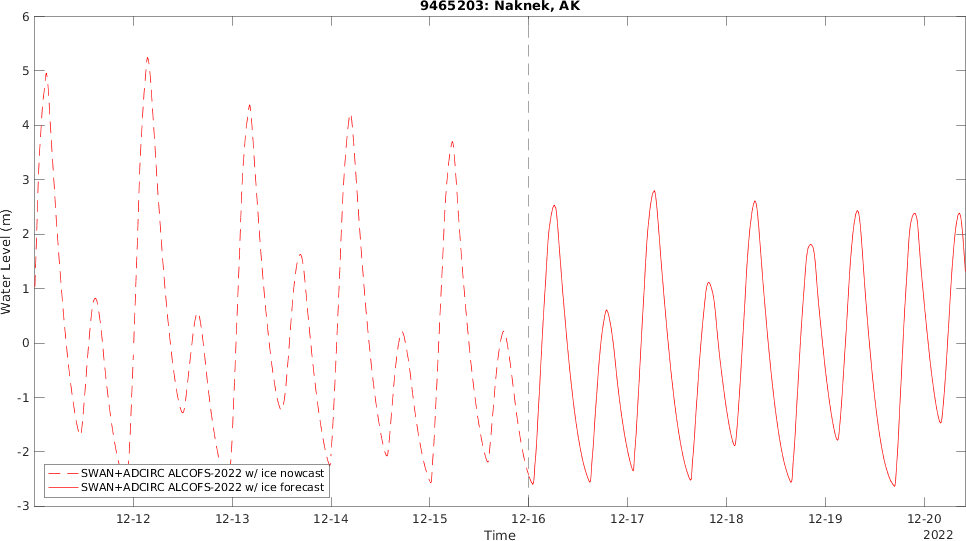 9465203: Naknek, AK
6
5
4
3
2
1
0
-1
-2
-3
Water Level (m)
SWAN+ADCIRC ALCOFS-2022 w/ ice nowcast
SWAN+ADCIRC ALCOFS-2022 w/ ice forecast
12-12 12-13 12-14 12-15 12-16 12-17 12-18 12-19 12-20
Time 2022